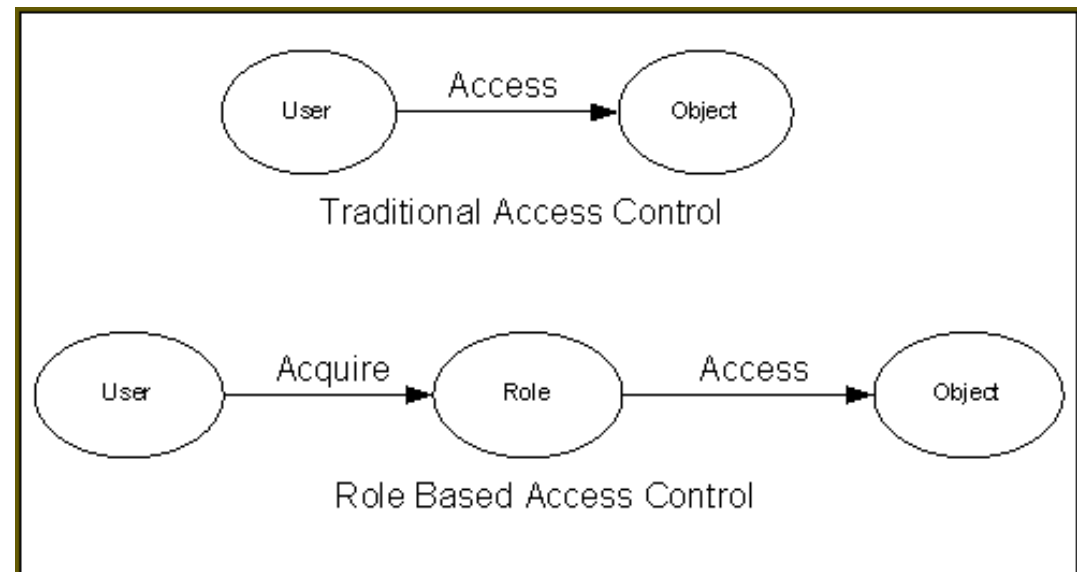 Access
User Object
Traditional Access Control
Acquire Access
User Role Object
Role Based Access Control